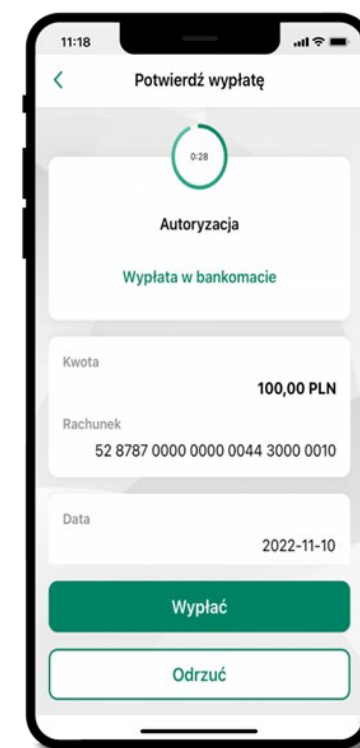 11:18
Potwierdź wypłatę
0:28
Autoryzacja
Wypłata w bankomacie
Kwota
100,00 PLN
Rachunek
52 8787 0000 0000 0044 3000 0010
Data
2022-11-10
Wypłać
Odrzuć